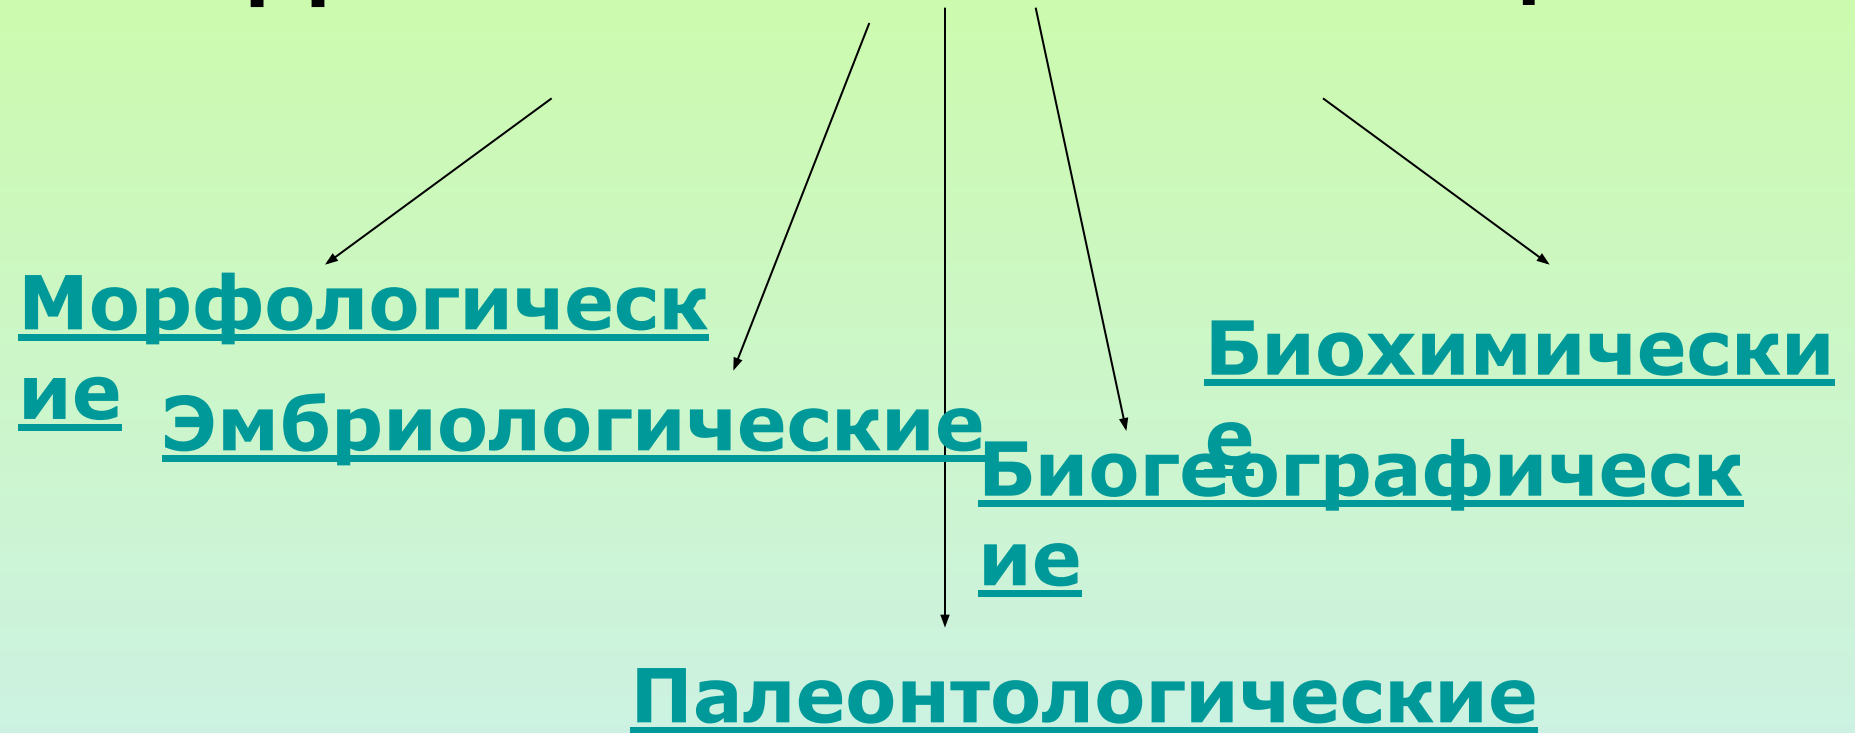 Морфологическ
ие
Эмбриологические
Биохимически
е
Биогеографическ
ие
Палеонтологические